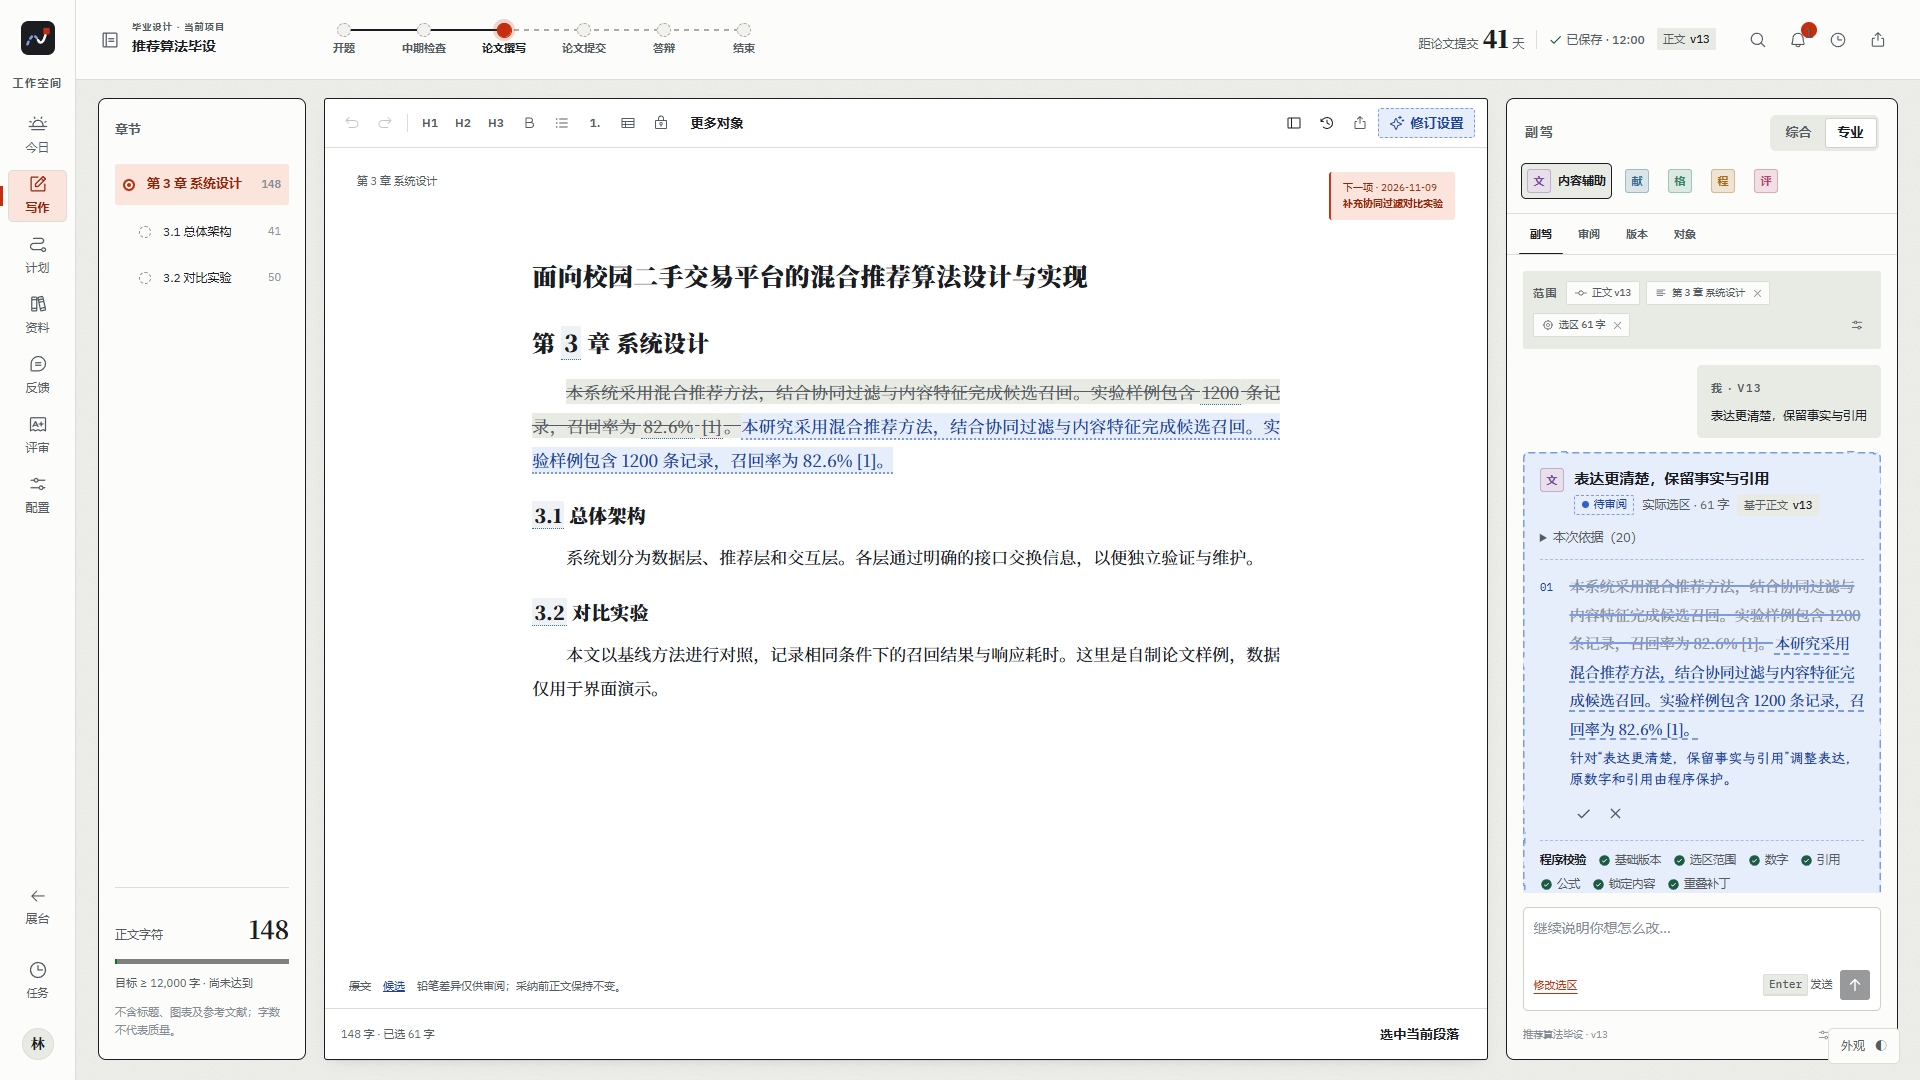 毕业设计 · 当前项目
推荐算法毕设
开题
中期检查
论文撰写
论文提交
答辩
结束
距论文提交 41 天
已保存 · 12:00
正文 v13
工作空间
今日
写作
计划
资料
反馈
评审
配置
展台
任务
林
章节
第 3 章 系统设计 148
3.1 总体架构 41
3.2 对比实验 50
正文字符 148
目标 ≥ 12,000 字 · 尚未达到
不含标题、图表及参考文献；字数
不代表质量。
H1 H2 H3 B 1. 更多对象
修订设置
第 3 章 系统设计
下一项 · 2026-11-09
补充协同过滤对比实验
面向校园二手交易平台的混合推荐算法设计与实现
第 3 章 系统设计
本系统采用混合推荐方法，结合协同过滤与内容特征完成候选召回。实验样例包含 1200 条记
录，召回率为 82.6% [1]。本研究采用混合推荐方法，结合协同过滤与内容特征完成候选召回。实
验样例包含 1200 条记录，召回率为 82.6% [1]。
3.1 总体架构
系统划分为数据层、推荐层和交互层。各层通过明确的接口交换信息，以便独立验证与维护。
3.2 对比实验
本文以基线方法进行对照，记录相同条件下的召回结果与响应耗时。这里是自制论文样例，数据
仅用于界面演示。
原文 候选 铅笔差异仅供审阅；采纳前正文保持不变。
148 字 · 已选 61 字
选中当前段落
副驾
综合 专业
文 内容辅助 献 格 程 评
副驾 审阅 版本 对象
范围 正文 v13 第 3 章 系统设计
选区 61 字
我 · V13
表达更清楚，保留事实与引用
文 表达更清楚，保留事实与引用
待审阅 实际选区 · 61 字 基于正文 v13
本次依据（20）
01 本系统采用混合推荐方法，结合协同过滤与
内容特征完成候选召回。实验样例包含 1200
条记录，召回率为 82.6% [1]。本研究采用
混合推荐方法，结合协同过滤与内容特征完
成候选召回。实验样例包含 1200 条记录，召
回率为 82.6% [1]。
针对“表达更清楚，保留事实与引用”调整表达，
原数字和引用由程序保护。
程序校验 基础版本 选区范围 数字 引用
公式 锁定内容 重叠补丁
继续说明你想怎么改...
修改选区
Enter 发送
推荐算法毕设 · v13
外观